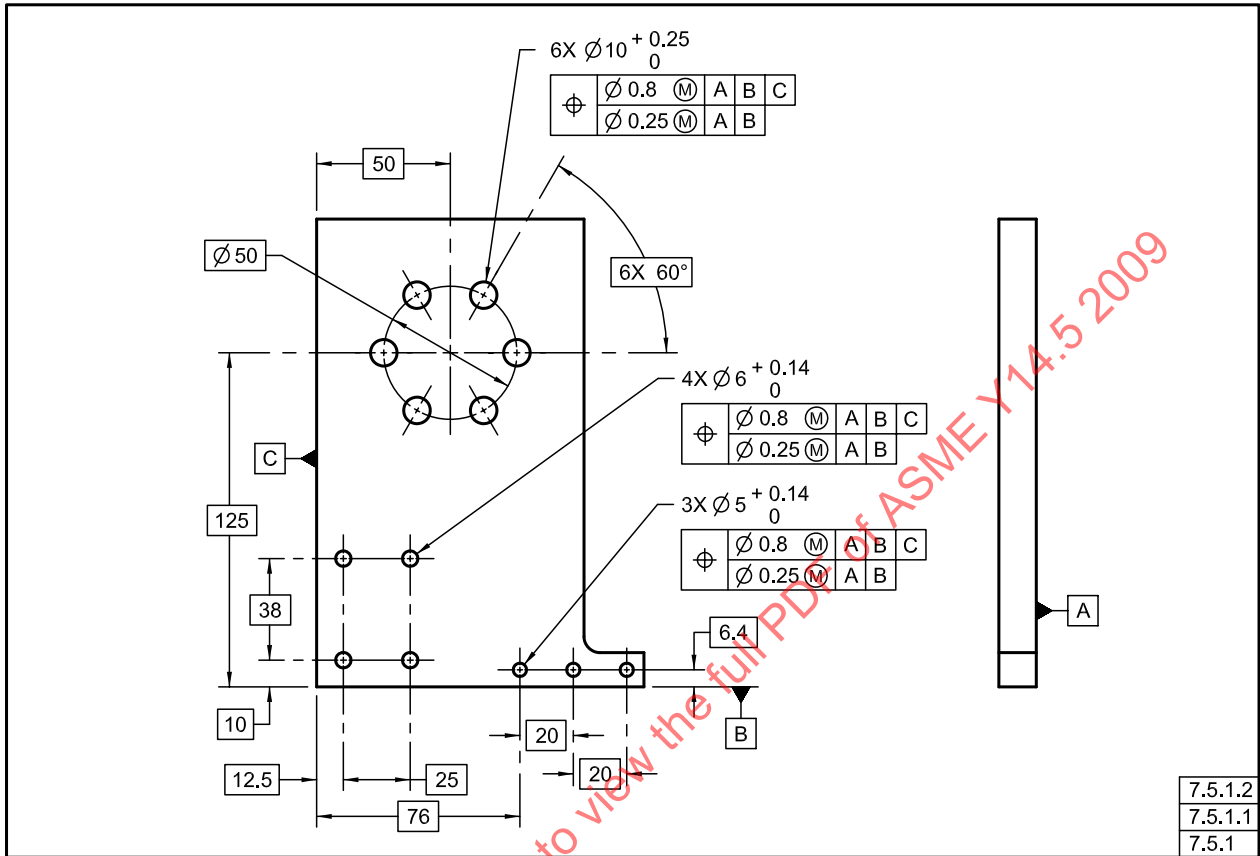 6X Ø10 + 0.25
0
⌖ Ø 0.8 Ⓜ A B C
Ø 0.25 Ⓜ A B
50
Ø 50
6X 60°
4X Ø 6 + 0.14
0
⌖ Ø 0.8 Ⓜ A B C
Ø 0.25 Ⓜ A B
C
3X Ø 5 + 0.14
0
⌖ Ø 0.8 Ⓜ A B C
Ø 0.25 Ⓜ A B
125
38
6.4
A
10
B
20
12.5
25
20
76
to view the full PDF of ASME Y14.5 2009
7.5.1.2
7.5.1.1
7.5.1